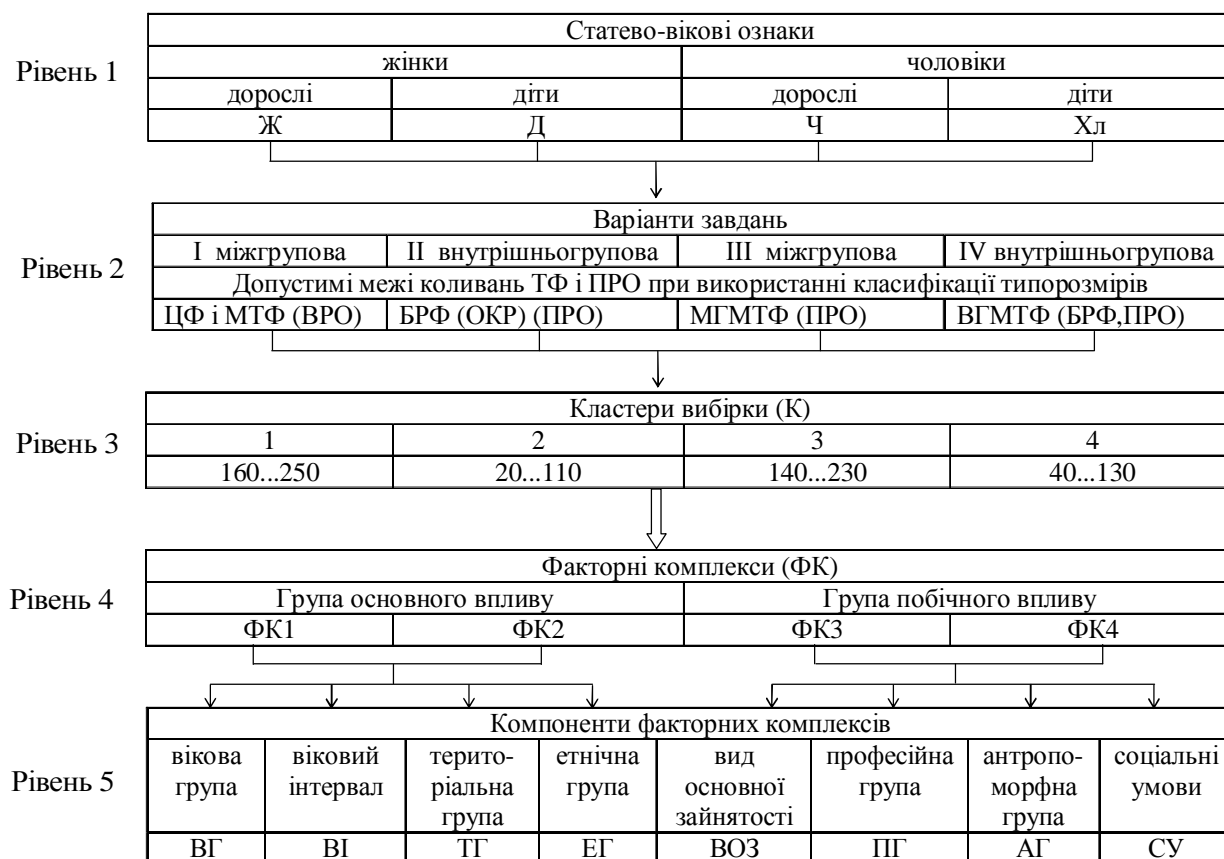 Статево-вікові ознаки
Рівень 1
жінки чоловіки
дорослі діти дорослі діти
Ж Д Ч Хл
Варіанти завдань
Рівень 2
I міжгрупова II внутрішньогрупова III міжгрупова IV внутрішньогрупова
Допустимі межі коливань ТФ і ПРО при використанні класифікації типорозмірів
ЦФ і МТФ (ВРО) БРФ (ОКР) (ПРО) МГМТФ (ПРО) ВГМТФ (БРФ,ПРО)
Кластери вибірки (К)
Рівень 3
1 2 3 4
160...250 20...110 140...230 40...130
Факторні комплекси (ФК)
Рівень 4
Група основного впливу Група побічного впливу
ФК1 ФК2 ФК3 ФК4
Компоненти факторних комплексів
Рівень 5
вікова віковий терито- етнічна вид професійна антропо- соціальні
група інтервал ріальна група основної група морфна умови
група зайнятості група
ВГ ВІ ТГ ЕГ ВОЗ ПГ АГ СУ